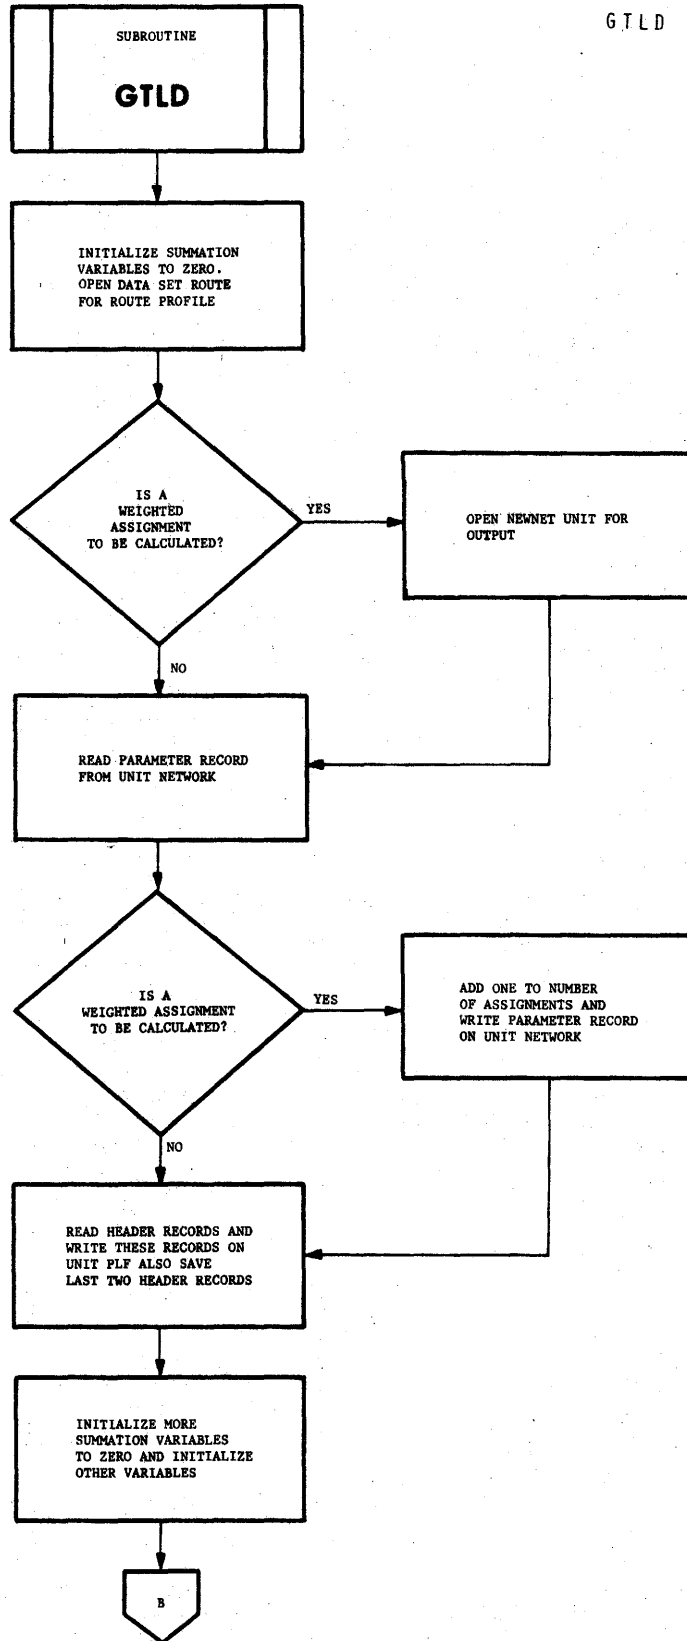 GTLD
SUBROUTINE
GTLD
INITIALIZE SUMMATION
VARIABLES TO ZERO.
OPEN DATA SET ROUTE
FOR ROUTE PROFILE
IS A
WEIGHTED
ASSIGNMENT
TO BE CALCULATED?
YES
OPEN NEWNET UNIT FOR
OUTPUT
NO
READ PARAMETER RECORD
FROM UNIT NETWORK
IS A
WEIGHTED ASSIGNMENT
TO BE CALCULATED?
YES
ADD ONE TO NUMBER
OF ASSIGNMENTS AND
WRITE PARAMETER RECORD
ON UNIT NETWORK
NO
READ HEADER RECORDS AND
WRITE THESE RECORDS ON
UNIT PLF ALSO SAVE
LAST TWO HEADER RECORDS
INITIALIZE MORE
SUMMATION VARIABLES
TO ZERO AND INITIALIZE
OTHER VARIABLES
B